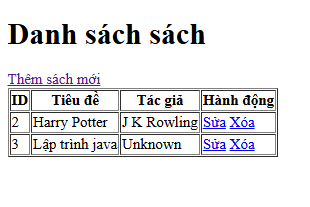 Danh sách sách
Thêm sách mới
ID Tiêu đề Tác giả Hành động
2 Harry Potter J K Rowling Sửa Xóa
3 Lập trình java Unknown Sửa Xóa